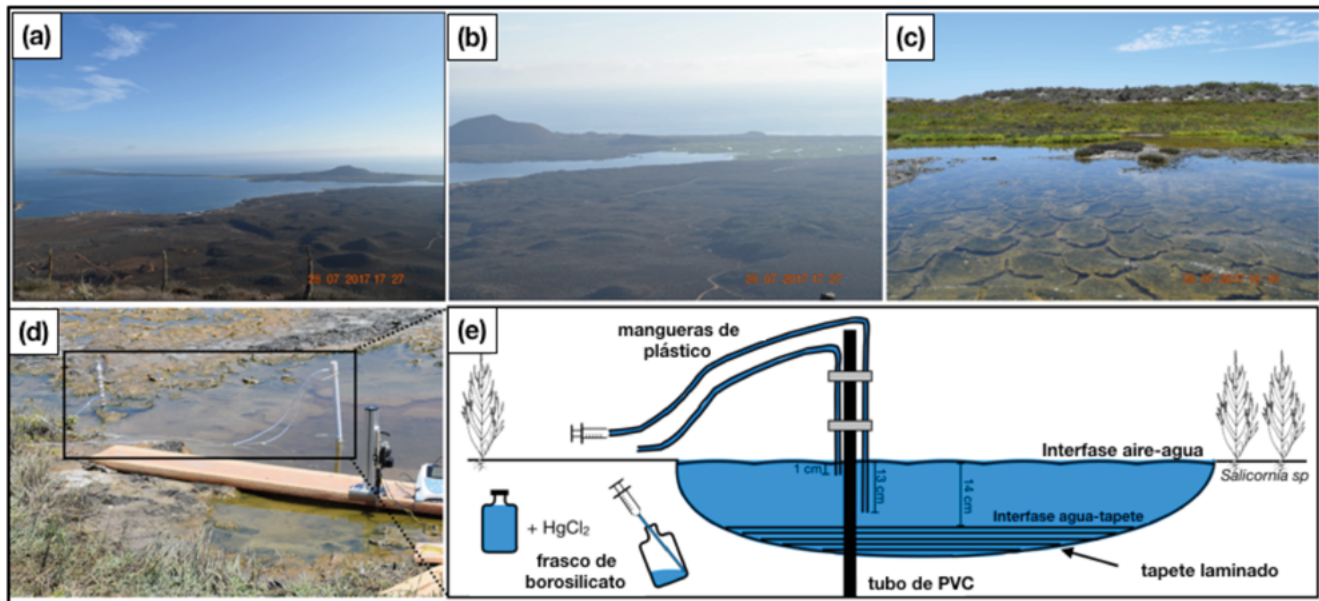 (a)
28 07 2017 17 27
(b)
(c)
(d)
(e)
mangueras de
plástico
Interfase aire-agua
1 cm
13 cm
14 cm
Salicornia sp
Interfase agua-tapete
+ HgCl₂
frasco de
borosilicato
tubo de PVC
tapete laminado